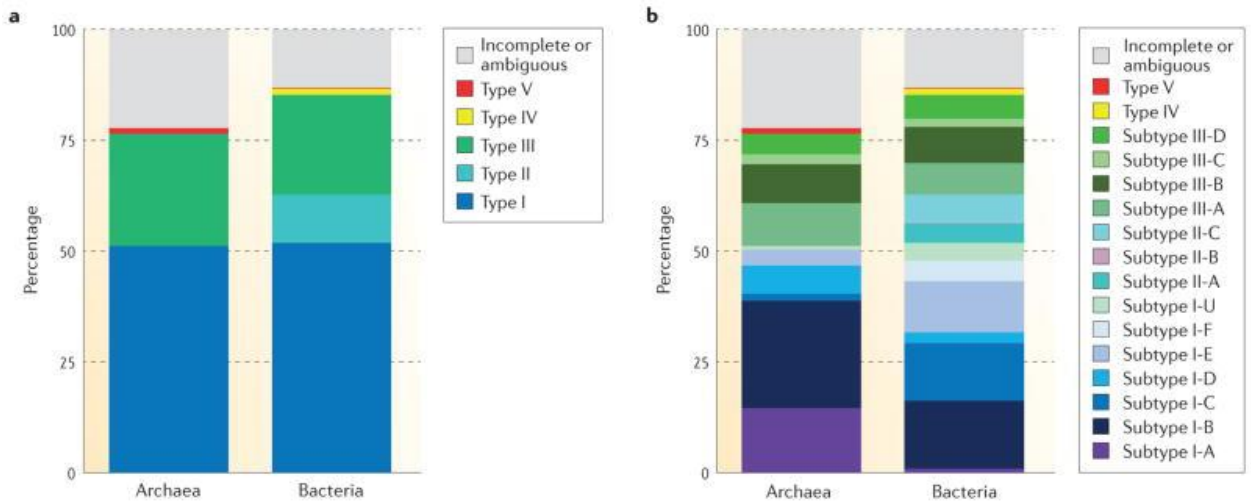 a
100
75
50
25
0
Percentage
Archaea
Bacteria
Incomplete or
ambiguous
Type V
Type IV
Type III
Type II
Type I
b
100
75
50
25
0
Percentage
Archaea
Bacteria
Incomplete or
ambiguous
Type V
Type IV
Subtype III-D
Subtype III-C
Subtype III-B
Subtype III-A
Subtype II-C
Subtype II-B
Subtype II-A
Subtype I-U
Subtype I-F
Subtype I-E
Subtype I-D
Subtype I-C
Subtype I-B
Subtype I-A